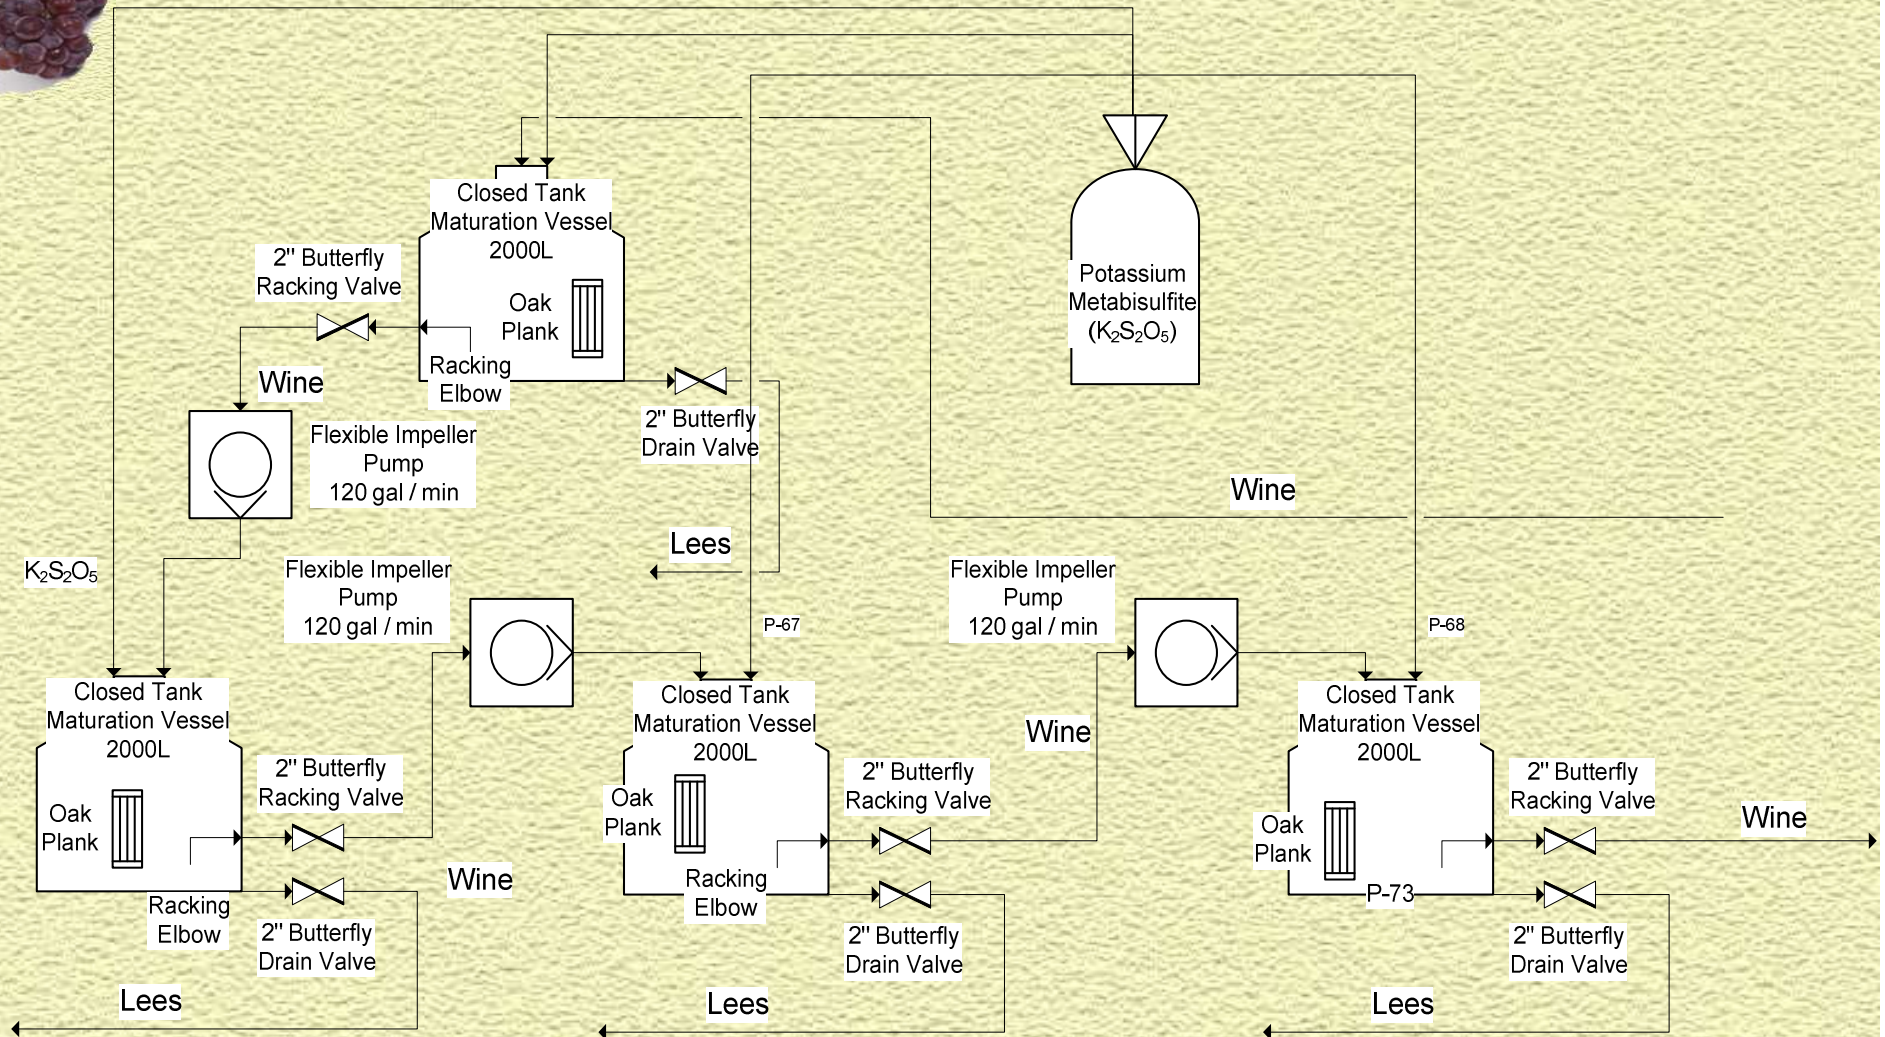 Closed Tank
Maturation Vessel
2000L
2" Butterfly
Racking Valve
Oak
Plank
Racking
Elbow
Wine
2" Butterfly
Drain Valve
Potassium
Metabisulfite
(K₂S₂O₅)
Flexible Impeller
Pump
120 gal / min
Wine
Lees
K₂S₂O₅
Flexible Impeller
Pump
120 gal / min
P-67
Flexible Impeller
Pump
120 gal / min
P-68
Closed Tank
Maturation Vessel
2000L
Oak
Plank
2" Butterfly
Racking Valve
Racking
Elbow
2" Butterfly
Drain Valve
Wine
Lees
Closed Tank
Maturation Vessel
2000L
Oak
Plank
2" Butterfly
Racking Valve
Racking
Elbow
2" Butterfly
Drain Valve
Wine
Lees
Closed Tank
Maturation Vessel
2000L
Oak
Plank
2" Butterfly
Racking Valve
P-73
2" Butterfly
Drain Valve
Wine
Lees